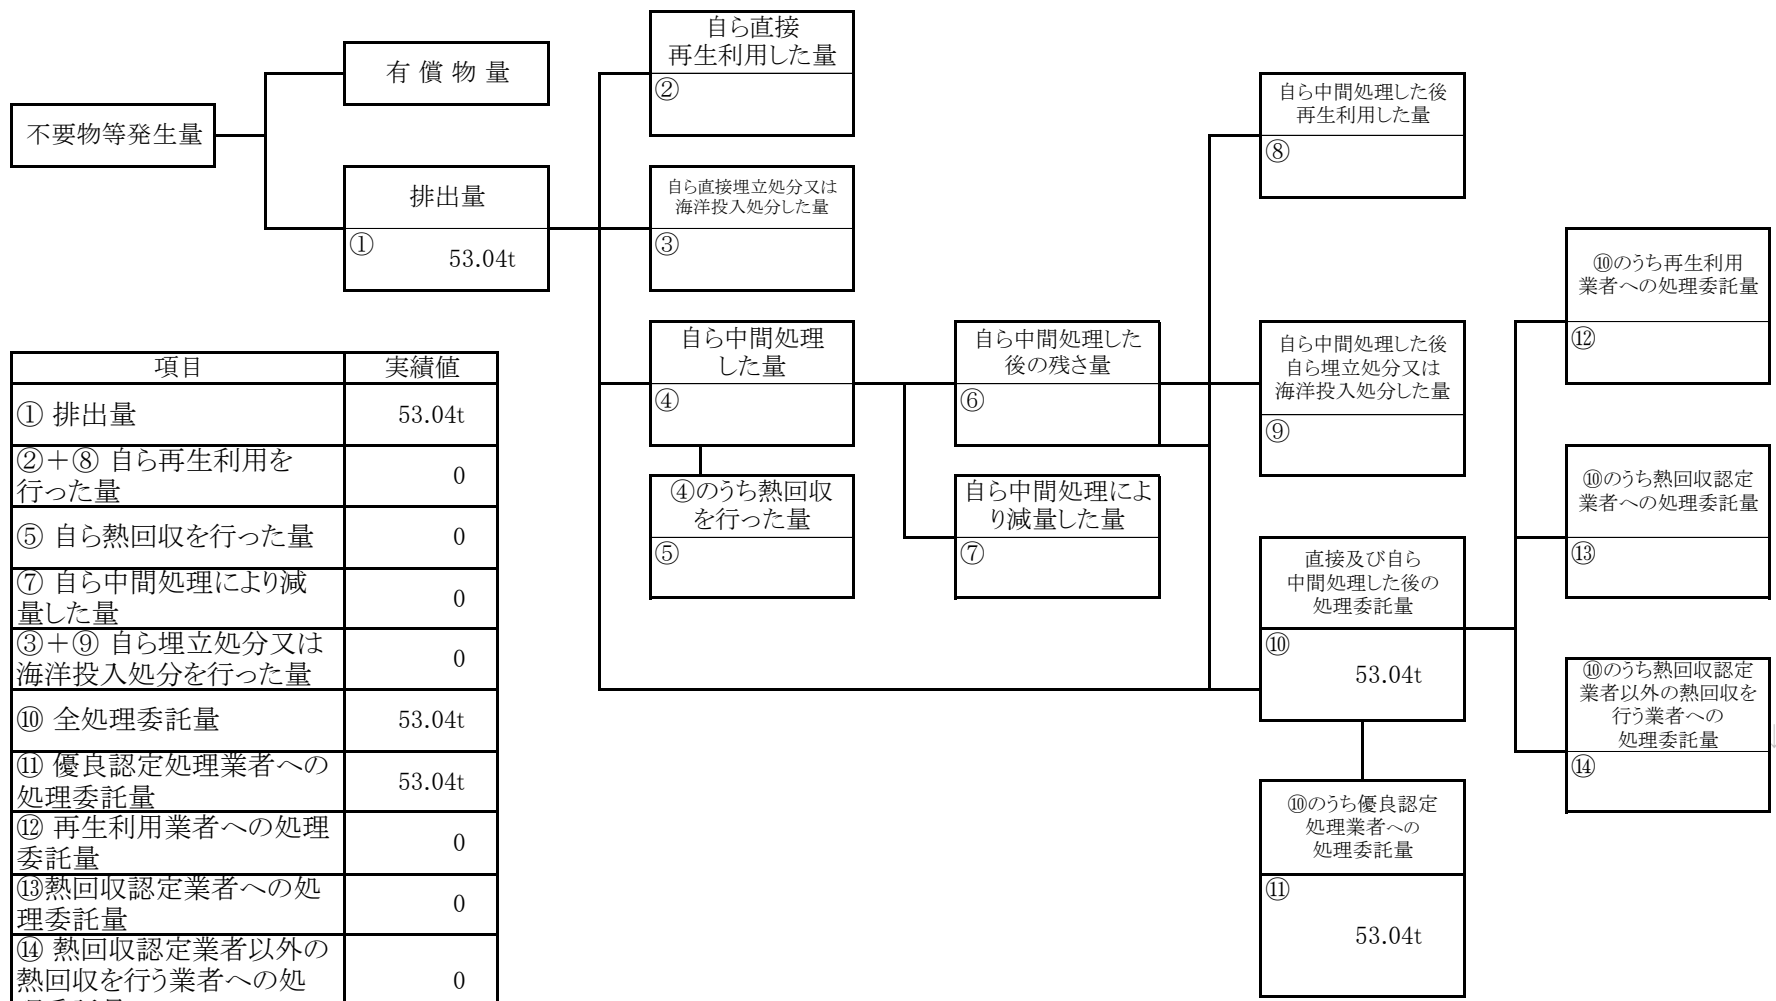 不要物等発生量
有 償 物 量
排出量
①
53.04t
自ら直接
再生利用した量
②
自ら直接埋立処分又は
海洋投入処分した量
③
自ら中間処理
した量
④
④のうち熱回収
を行った量
⑤
自ら中間処理した
後の残さ量
⑥
自ら中間処理によ
り減量した量
⑦
自ら中間処理した後
再生利用した量
⑧
自ら中間処理した後
自ら埋立処分又は
海洋投入処分した量
⑨
直接及び自ら
中間処理した後の
処理委託量
⑩
53.04t
⑩のうち優良認定
処理業者への
処理委託量
⑪
53.04t
⑩のうち再生利用
業者への処理委託量
⑫
⑩のうち熱回収認定
業者への処理委託量
⑬
⑩のうち熱回収認定
業者以外の熱回収を
行う業者への
処理委託量
⑭
項目 実績値
① 排出量 53.04t
②＋⑧ 自ら再生利用を
行った量 0
⑤ 自ら熱回収を行った量 0
⑦ 自ら中間処理により減
量した量 0
③＋⑨ 自ら埋立処分又は
海洋投入処分を行った量 0
⑩ 全処理委託量 53.04t
⑪ 優良認定処理業者への
処理委託量 53.04t
⑫ 再生利用業者への処理
委託量 0
⑬熱回収認定業者への処
理委託量 0
⑭ 熱回収認定業者以外の
熱回収を行う業者への処 0